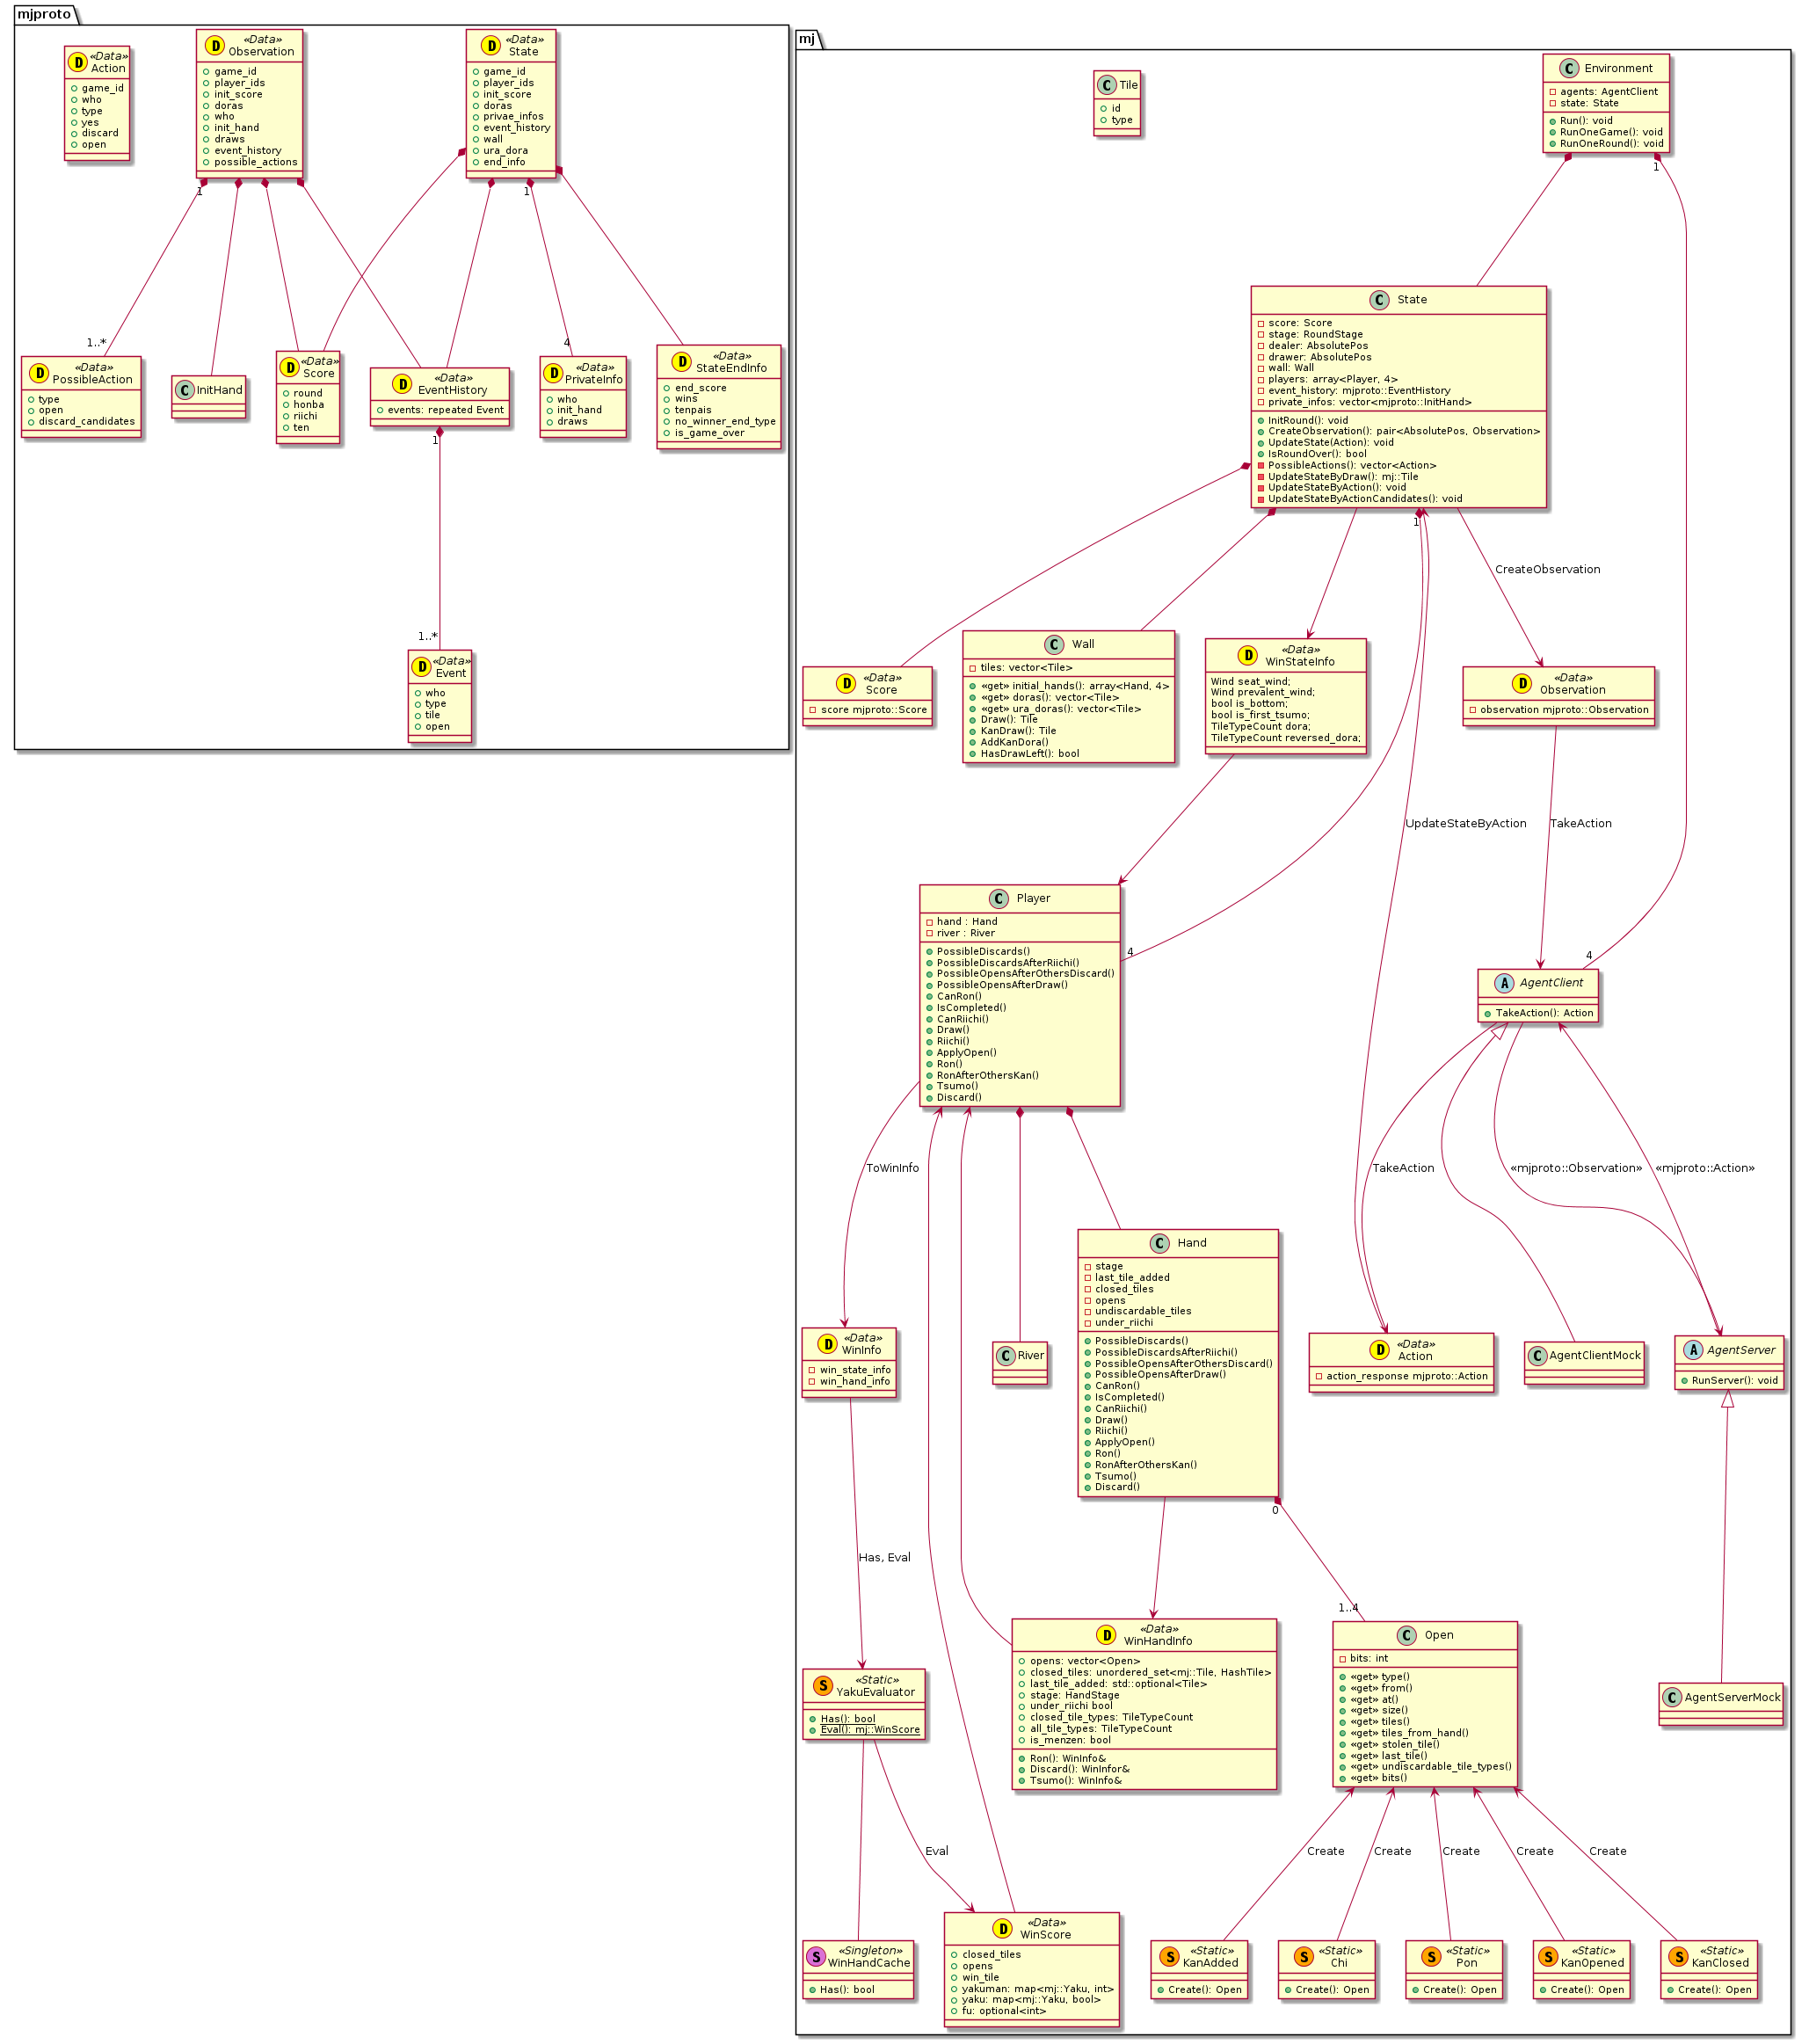 mjproto
«Data»
Action
game_id
who
type
yes
discard
open
«Data»
Observation
game_id
player_ids
init_score
doras
who
init_hand
draws
event_history
possible_actions
«Data»
State
game_id
player_ids
init_score
doras
privae_infos
event_history
wall
ura_dora
end_info
1
1
1..*
4
«Data»
PossibleAction
type
open
discard_candidates
InitHand
«Data»
Score
round
honba
riichi
ten
«Data»
EventHistory
events: repeated Event
«Data»
PrivateInfo
who
init_hand
draws
«Data»
StateEndInfo
end_score
wins
tenpais
no_winner_end_type
is_game_over
1
1..*
«Data»
Event
who
type
tile
open
mj
Tile
id
type
Environment
agents: AgentClient
state: State
Run(): void
RunOneGame(): void
RunOneRound(): void
1
State
score: Score
stage: RoundStage
dealer: AbsolutePos
drawer: AbsolutePos
wall: Wall
players: array<Player, 4>
event_history: mjproto::EventHistory
private_infos: vector<mjproto::InitHand>
InitRound(): void
CreateObservation(): pair<AbsolutePos, Observation>
UpdateState(Action): void
IsRoundOver(): bool
PossibleActions(): vector<Action>
UpdateStateByDraw(): mj::Tile
UpdateStateByAction(): void
UpdateStateByActionCandidates(): void
1
CreateObservation
«Data»
Score
score mjproto::Score
Wall
tiles: vector<Tile>
«get» initial_hands(): array<Hand, 4>
«get» doras(): vector<Tile>
«get» ura_doras(): vector<Tile>
Draw(): Tile
KanDraw(): Tile
AddKanDora()
HasDrawLeft(): bool
«Data»
WinStateInfo
Wind seat_wind;
Wind prevalent_wind;
bool is_bottom;
bool is_first_tsumo;
TileTypeCount dora;
TileTypeCount reversed_dora;
«Data»
Observation
observation mjproto::Observation
UpdateStateByAction
TakeAction
Player
hand : Hand
river : River
PossibleDiscards()
PossibleDiscardsAfterRiichi()
PossibleOpensAfterOthersDiscard()
PossibleOpensAfterDraw()
CanRon()
IsCompleted()
CanRiichi()
Draw()
Riichi()
ApplyOpen()
Ron()
RonAfterOthersKan()
Tsumo()
Discard()
4
4
AgentClient
TakeAction(): Action
ToWinInfo
TakeAction
«mjproto::Observation»
«mjproto::Action»
Hand
stage
last_tile_added
closed_tiles
opens
undiscardable_tiles
under_riichi
PossibleDiscards()
PossibleDiscardsAfterRiichi()
PossibleOpensAfterOthersDiscard()
PossibleOpensAfterDraw()
CanRon()
IsCompleted()
CanRiichi()
Draw()
Riichi()
ApplyOpen()
Ron()
RonAfterOthersKan()
Tsumo()
Discard()
«Data»
WinInfo
win_state_info
win_hand_info
River
«Data»
Action
action_response mjproto::Action
AgentClientMock
AgentServer
RunServer(): void
0
Has, Eval
1..4
«Data»
WinHandInfo
opens: vector<Open>
closed_tiles: unordered_set<mj::Tile, HashTile>
last_tile_added: std::optional<Tile>
stage: HandStage
under_riichi bool
closed_tile_types: TileTypeCount
all_tile_types: TileTypeCount
is_menzen: bool
Ron(): WinInfo&
Discard(): WinInfor&
Tsumo(): WinInfo&
Open
bits: int
«get» type()
«get» from()
«get» at()
«get» size()
«get» tiles()
«get» tiles_from_hand()
«get» stolen_tile()
«get» last_tile()
«get» undiscardable_tile_types()
«get» bits()
«Static»
YakuEvaluator
Has(): bool
Eval(): mj::WinScore
AgentServerMock
Eval
Create
Create
Create
Create
Create
«Singleton»
WinHandCache
Has(): bool
«Data»
WinScore
closed_tiles
opens
win_tile
yakuman: map<mj::Yaku, int>
yaku: map<mj::Yaku, bool>
fu: optional<int>
«Static»
KanAdded
Create(): Open
«Static»
Chi
Create(): Open
«Static»
Pon
Create(): Open
«Static»
KanOpened
Create(): Open
«Static»
KanClosed
Create(): Open